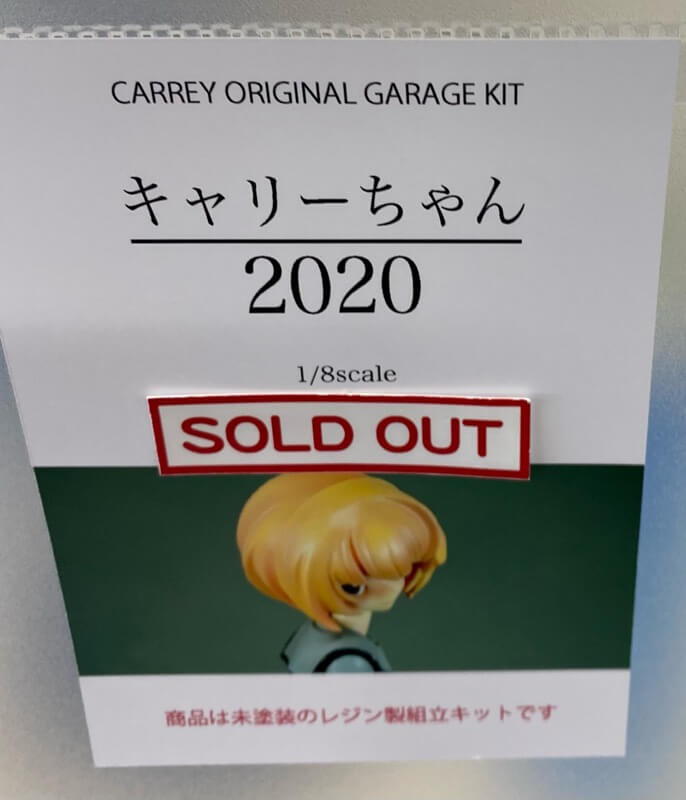 CARREY ORIGINAL GARAGE KIT
キャリーちゃん
2020
1/8scale
SOLD OUT
商品は未塗装のレジン製組立キットです